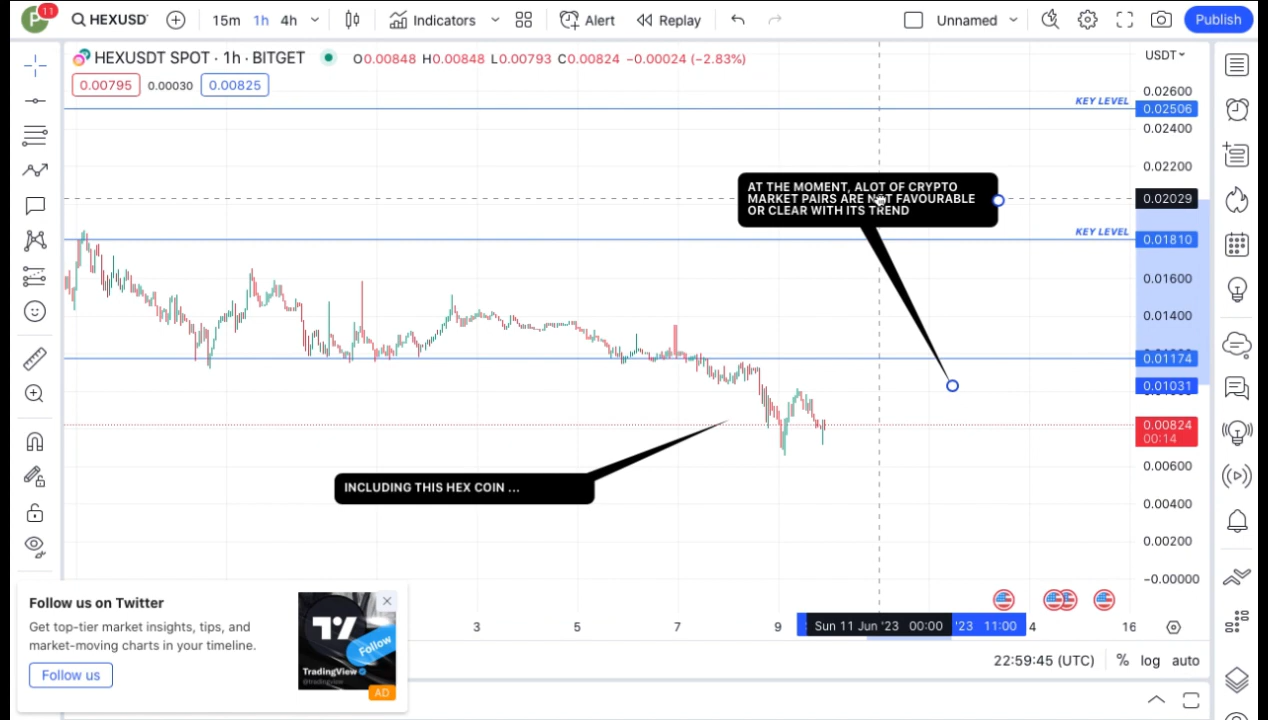 P
11
HEXUSD
15m
1h
4h
Indicators
Alert
Replay
Unnamed
Publish
HEXUSDT SPOT · 1h · BITGET
O0.00848 H0.00848 L0.00793 C0.00824 −0.00024 (−2.83%)
0.00795
0.00030
0.00825
USDT
0.02600
KEY LEVEL
0.02506
0.02400
0.02200
AT THE MOMENT, ALOT OF CRYPTO
MARKET PAIRS ARE NOT FAVOURABLE
OR CLEAR WITH ITS TREND
0.02029
KEY LEVEL
0.01810
0.01600
0.01400
0.01174
0.01031
0.00824
00:14
0.00600
INCLUDING THIS HEX COIN ...
0.00400
0.00200
−0.00000
3
5
7
9
Sun 11 Jun '23 00:00
'23 11:00
4
16
Follow us on Twitter
Get top-tier market insights, tips, and
market-moving charts in your timeline.
Follow us
Follow
TradingView
@tradingview
AD
22:59:45 (UTC)
%
log
auto